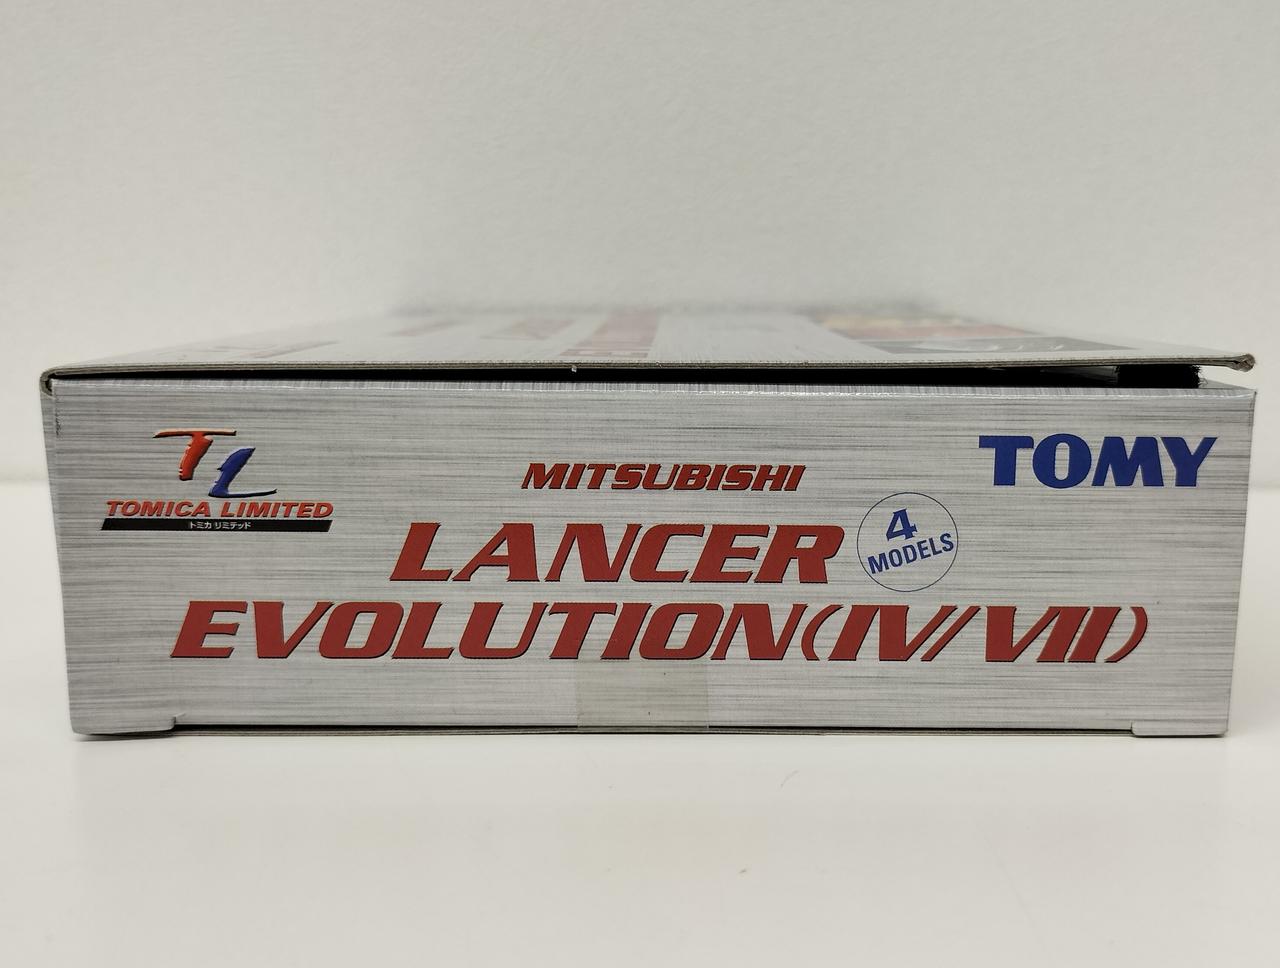 TL
TOMICA LIMITED
トミカ リミテッド
TOMY
MITSUBISHI
LANCER
4
MODELS
EVOLUTION(IV/VII)